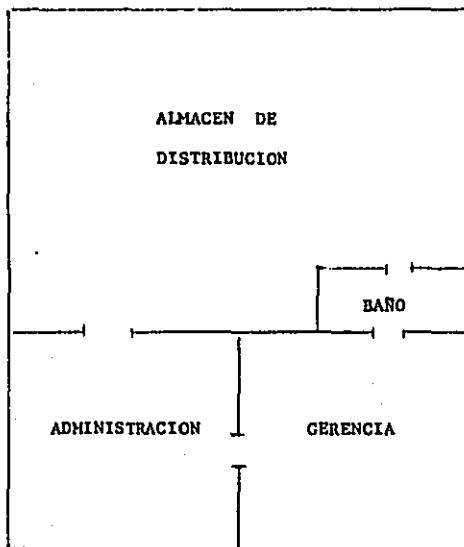 ALMACEN DE
DISTRIBUCION
BAÑO
ADMINISTRACION
GERENCIA